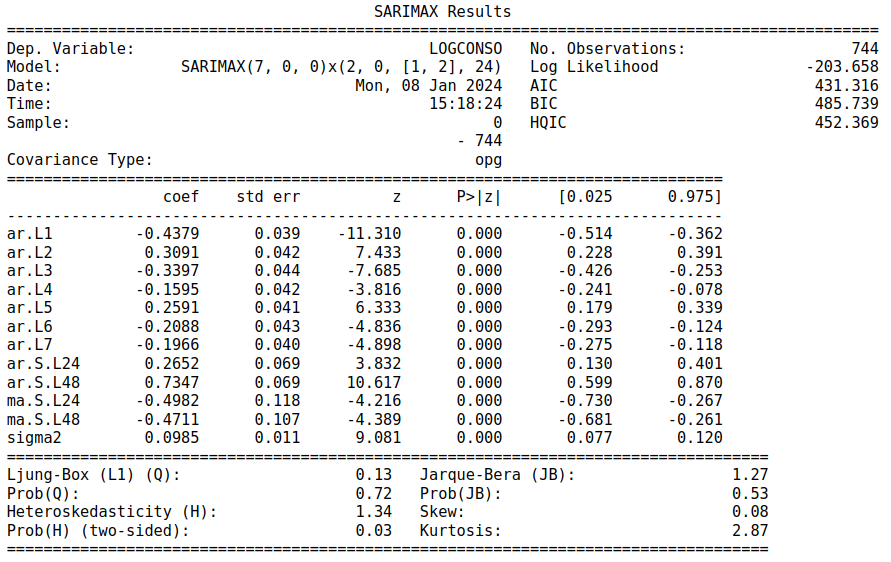 SARIMAX Results
==============================================================================================
Dep. Variable: LOGCONSO No. Observations: 744
Model: SARIMAX(7, 0, 0)x(2, 0, [1, 2], 24) Log Likelihood -203.658
Date: Mon, 08 Jan 2024 AIC 431.316
Time: 15:18:24 BIC 485.739
Sample: 0 HQIC 452.369
- 744
Covariance Type: opg
==============================================================================
coef std err z P>|z| [0.025 0.975]
------------------------------------------------------------------------------
ar.L1 -0.4379 0.039 -11.310 0.000 -0.514 -0.362
ar.L2 0.3091 0.042 7.433 0.000 0.228 0.391
ar.L3 -0.3397 0.044 -7.685 0.000 -0.426 -0.253
ar.L4 -0.1595 0.042 -3.816 0.000 -0.241 -0.078
ar.L5 0.2591 0.041 6.333 0.000 0.179 0.339
ar.L6 -0.2088 0.043 -4.836 0.000 -0.293 -0.124
ar.L7 -0.1966 0.040 -4.898 0.000 -0.275 -0.118
ar.S.L24 0.2652 0.069 3.832 0.000 0.130 0.401
ar.S.L48 0.7347 0.069 10.617 0.000 0.599 0.870
ma.S.L24 -0.4982 0.118 -4.216 0.000 -0.730 -0.267
ma.S.L48 -0.4711 0.107 -4.389 0.000 -0.681 -0.261
sigma2 0.0985 0.011 9.081 0.000 0.077 0.120
===================================================================================
Ljung-Box (L1) (Q): 0.13 Jarque-Bera (JB): 1.27
Prob(Q): 0.72 Prob(JB): 0.53
Heteroskedasticity (H): 1.34 Skew: 0.08
Prob(H) (two-sided): 0.03 Kurtosis: 2.87
===================================================================================